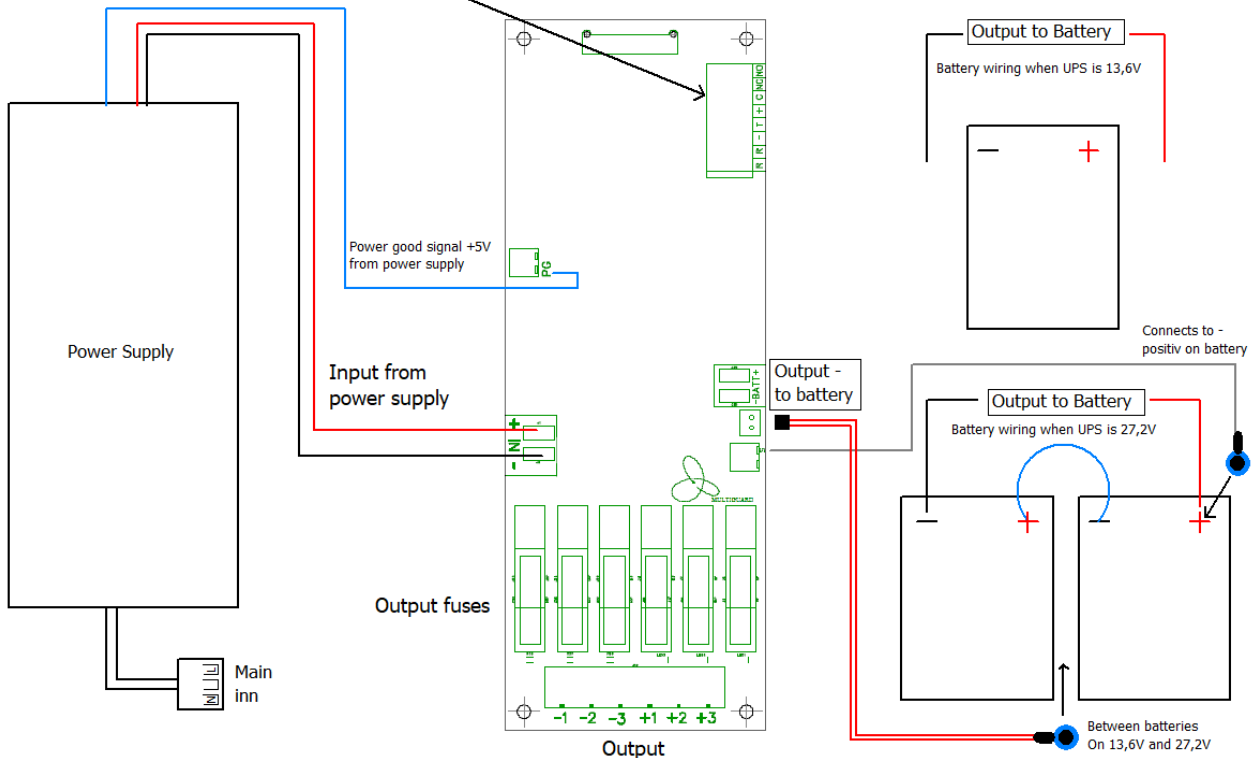 Output to Battery
Battery wiring when UPS is 13,6V
NO
NC
C
+
T
-
R
R
Power good signal +5V
from power supply
PG
Power Supply
Connects to -
positiv on battery
Input from
power supply
-BATT+
Output -
to battery
Output to Battery
Battery wiring when UPS is 27,2V
+
IN
-
S
MULTIGUARD
Output fuses
Main
inn
L
N
-1 -2 -3 +1 +2 +3
Output
Between batteries
On 13,6V and 27,2V